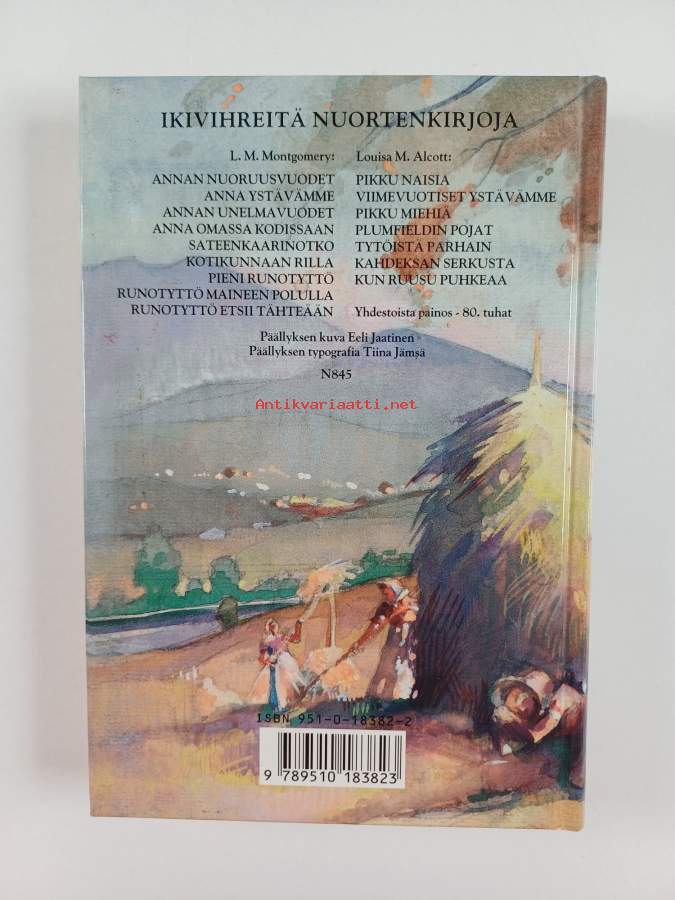 IKIVIHREITÄ NUORTENKIRJOJA
L. M. Montgomery:
ANNAN NUORUUSVUODET
ANNA YSTÄVÄMME
ANNAN UNELMAVUODET
ANNA OMASSA KODISSAAN
SATEENKAARINOTKO
KOTIKUNNAAN RILLA
PIENI RUNOTYTTÖ
RUNOTYTTÖ MAINEEN POLULLA
RUNOTYTTÖ ETSII TÄHTEÄÄN
Louisa M. Alcott:
PIKKU NAISIA
VIIMEVUOTISET YSTÄVÄMME
PIKKU MIEHIÄ
PLUMFIELDIN POJAT
TYTÖISTÄ PARHAIN
KAHDEKSAN SERKUSTA
KUN RUUSU PUHKEAA
Yhdestoista painos - 80. tuhat
Päällyksen kuva Eeli Jaatinen
Päällyksen typografia Tiina Jämsä
N845
Antikvariaatti.net
ISBN 951-0-18382-2
9 789510 183823